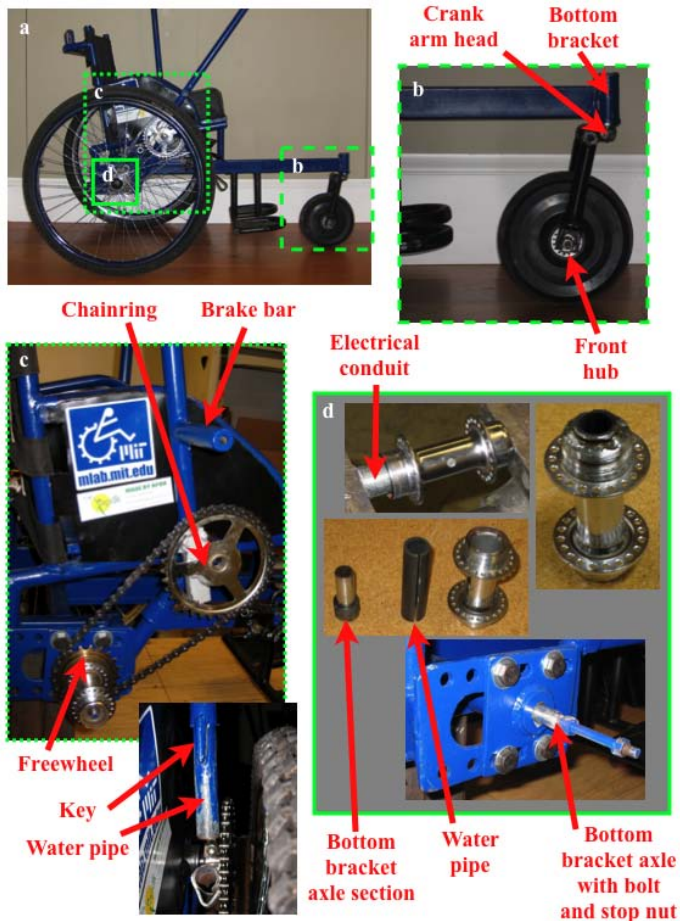 Crank
arm head
Bottom
bracket
a
c
d
b
b
Front
hub
Chainring
Brake bar
Electrical
conduit
c
d
MIT
mlab.mit.edu
Freewheel
Key
Water pipe
Bottom
bracket
axle section
Water
pipe
Bottom
bracket axle
with bolt
and stop nut